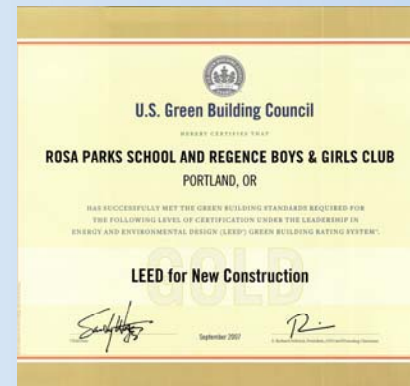 U.S. Green Building Council
HEREBY CERTIFIES THAT
ROSA PARKS SCHOOL AND REGENCE BOYS & GIRLS CLUB
PORTLAND, OR
HAS SUCCESSFULLY MET THE GREEN BUILDING STANDARDS REQUIRED FOR
THE FOLLOWING LEVEL OF CERTIFICATION UNDER THE LEADERSHIP IN
ENERGY AND ENVIRONMENTAL DESIGN (LEED®) GREEN BUILDING RATING SYSTEM™.
GOLD
LEED for New Construction
September 2007